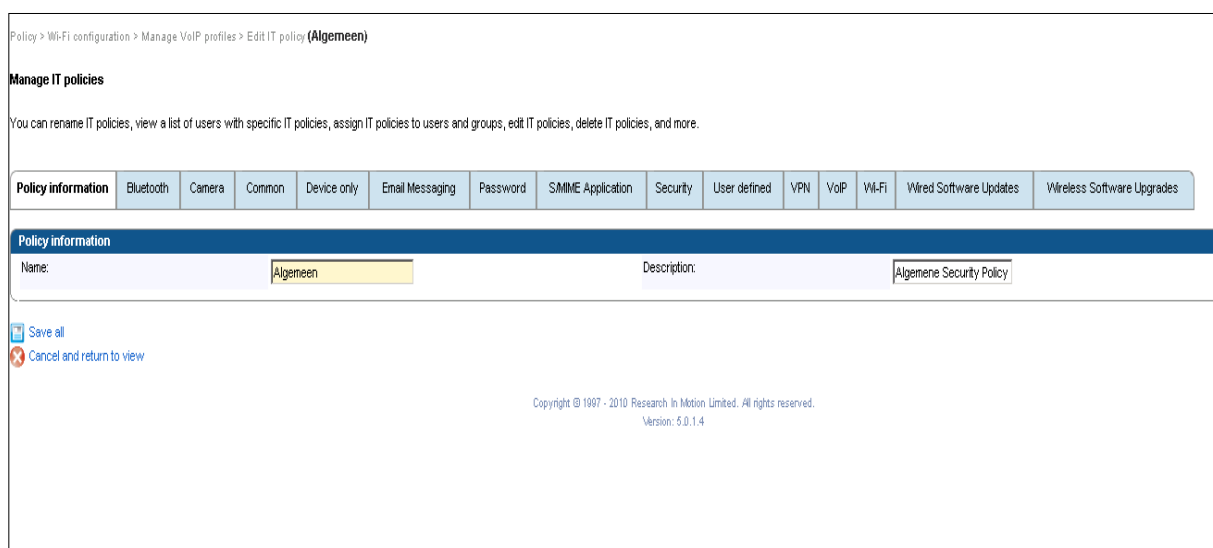 Policy > Wi-Fi configuration > Manage VoIP profiles > Edit IT policy (Algemeen)
Manage IT policies
You can rename IT policies, view a list of users with specific IT policies, assign IT policies to users and groups, edit IT policies, delete IT policies, and more.
Policy information Bluetooth Camera Common Device only Email Messaging Password S/MIME Application Security User defined VPN VoIP Wi-Fi Wired Software Updates Wireless Software Upgrades
Policy information
Name: Algemeen Description: Algemene Security Policy
Save all
Cancel and return to view
Copyright © 1997 - 2010 Research In Motion Limited. All rights reserved.
Version: 5.0.1.4